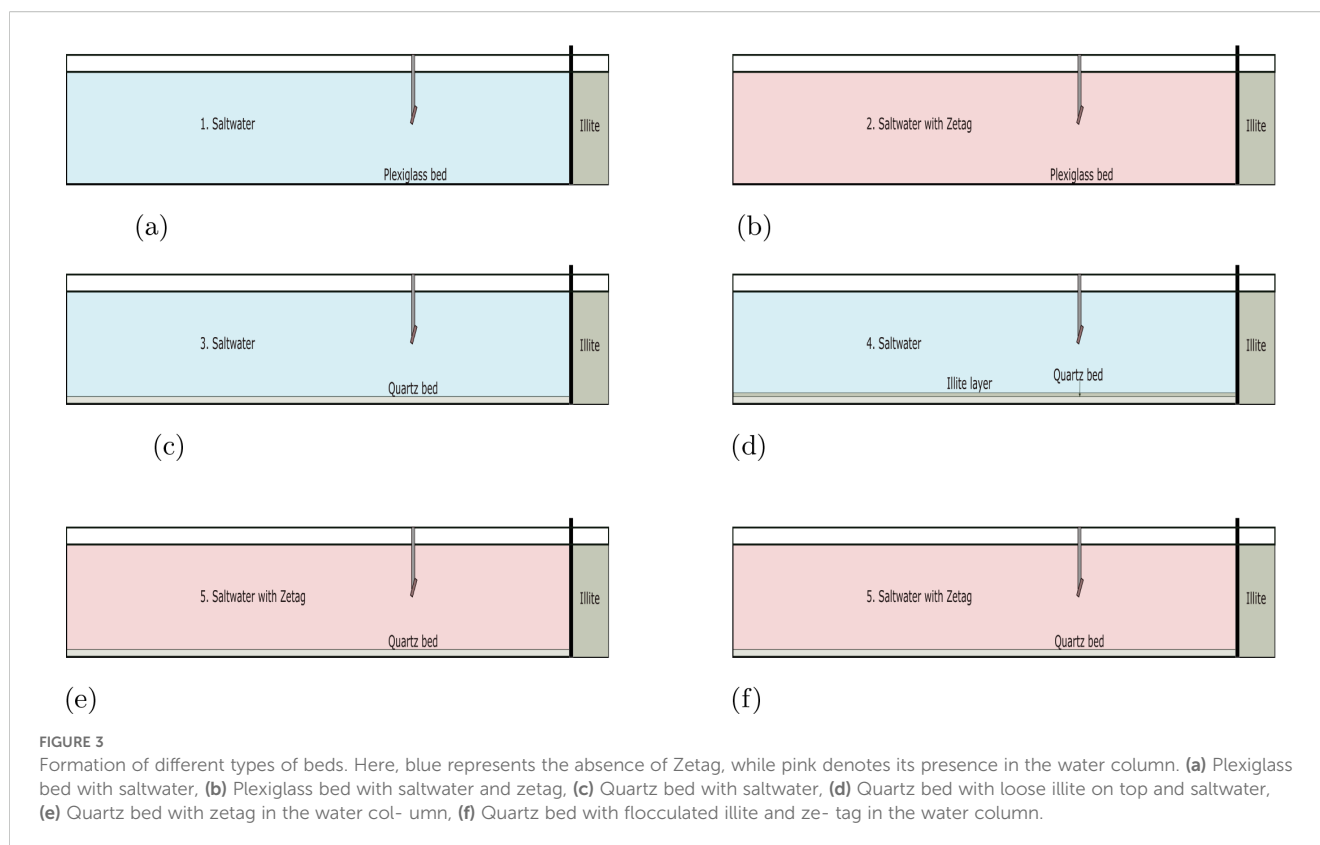 1. Saltwater
Illite
Plexiglass bed
2. Saltwater with Zetag
Illite
Plexiglass bed
(a)
(b)
3. Saltwater
Illite
Quartz bed
4. Saltwater
Illite
Quartz bed
Illite layer
(c)
(d)
5. Saltwater with Zetag
Illite
Quartz bed
5. Saltwater with Zetag
Illite
Quartz bed
(e)
(f)
FIGURE 3
Formation of different types of beds. Here, blue represents the absence of Zetag, while pink denotes its presence in the water column. (a) Plexiglass
bed with saltwater, (b) Plexiglass bed with saltwater and zetag, (c) Quartz bed with saltwater, (d) Quartz bed with loose illite on top and saltwater,
(e) Quartz bed with zetag in the water col- umn, (f) Quartz bed with flocculated illite and ze- tag in the water column.